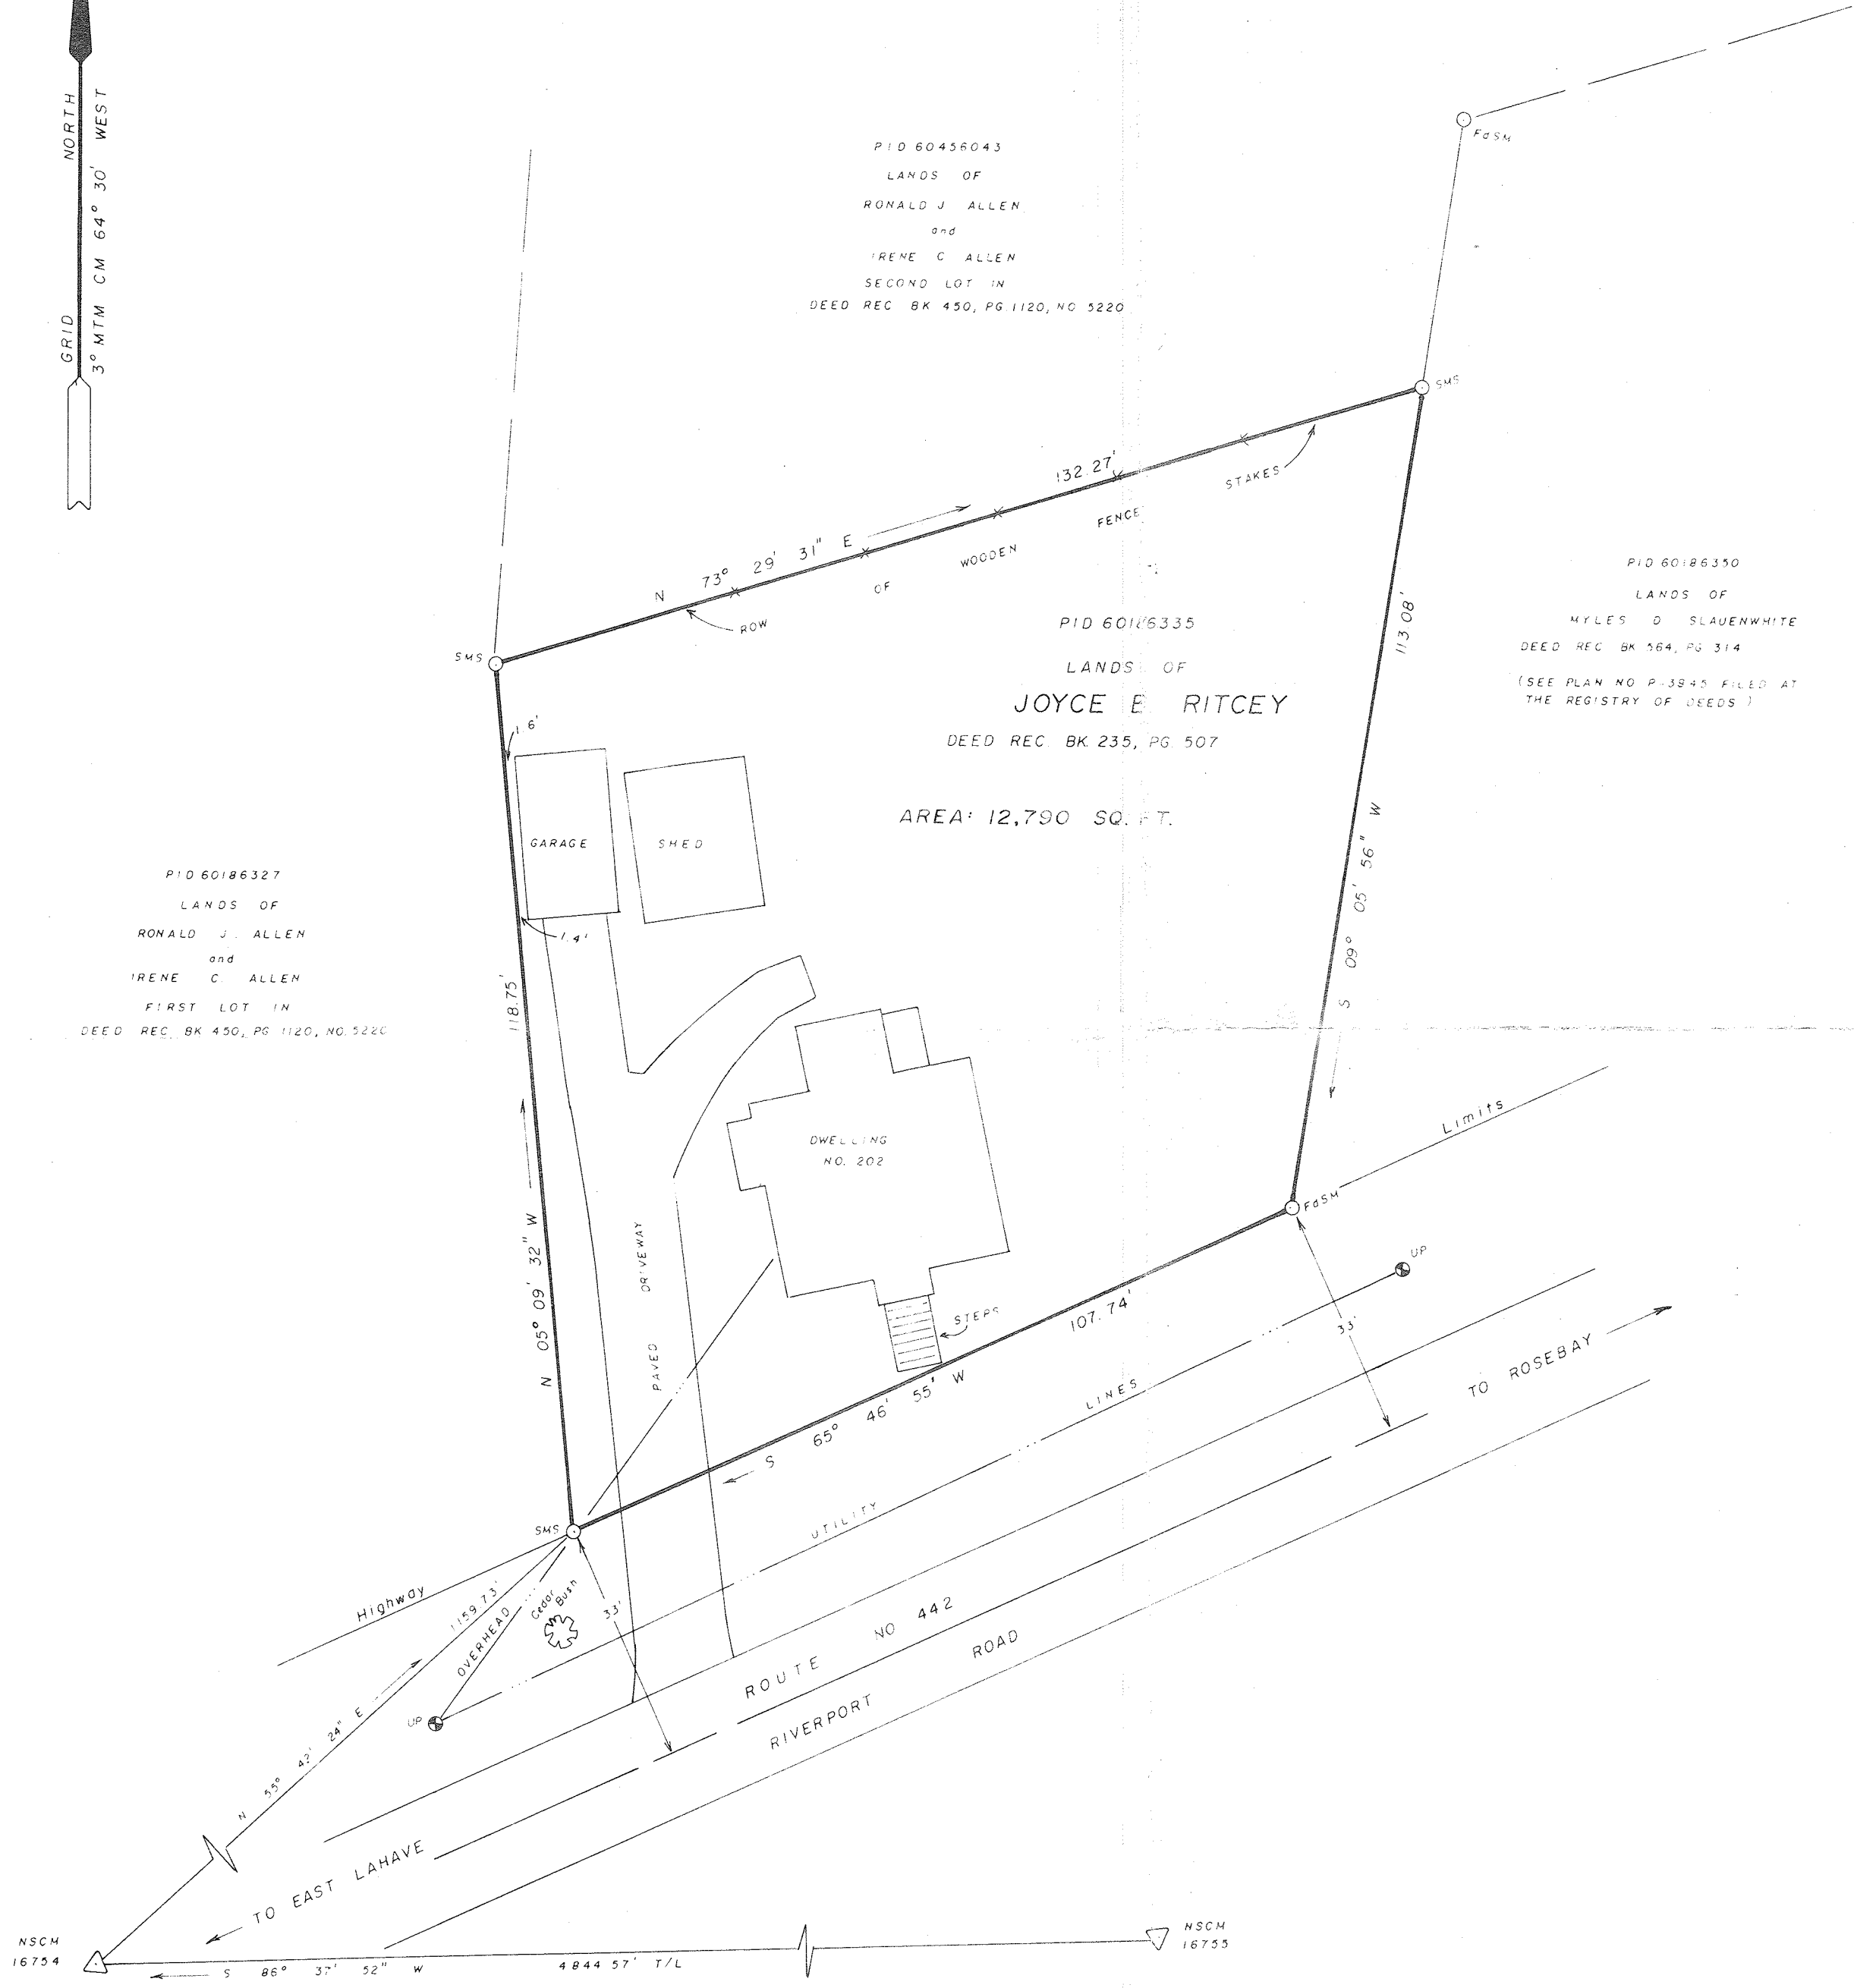 GRID NORTH
3° MTM CM 64° 30' WEST
PID 60456043
LANDS OF
RONALD J ALLEN
and
IRENE C ALLEN
SECOND LOT IN
DEED REC BK 450, PG. 1120, NO 5220
FdSM
SMS
132.27'
STAKES
FENCE
WOODEN
OF
ROW
N 73° 29' 31" E
SMS
PID 60186335
LANDS OF
JOYCE E RITCEY
DEED REC. BK. 235, PG. 507
AREA: 12,790 SQ. FT.
113.08'
S 09° 05' 56" W
PID 60186350
LANDS OF
MYLES D SLAUENWHITE
DEED REC BK 564, PG 314
(SEE PLAN NO P-3845 FILED AT
THE REGISTRY OF DEEDS)
1.6'
GARAGE
SHED
1.4'
PID 60186327
LANDS OF
RONALD J. ALLEN
and
IRENE C. ALLEN
FIRST LOT IN
DEED REC. BK 450, PG 1120, NO. 5220
118.75'
N 05° 09' 32" W
DWELLING
NO. 202
PAVED DRIVEWAY
STEPS
107.74'
S 65° 46' 55' W
FdSM
Limits
UP
33'
TO ROSEBAY
SMS
Highway
1159.73'
OVERHEAD
Cedar
Bush
33'
UTILITY LINES
UP
ROUTE NO 442
RIVERPORT ROAD
N 55° 42' 24" E
TO EAST LAHAVE
NSCM
16754
S 86° 37' 52" W 4844 57' T/L
NSCM
16755